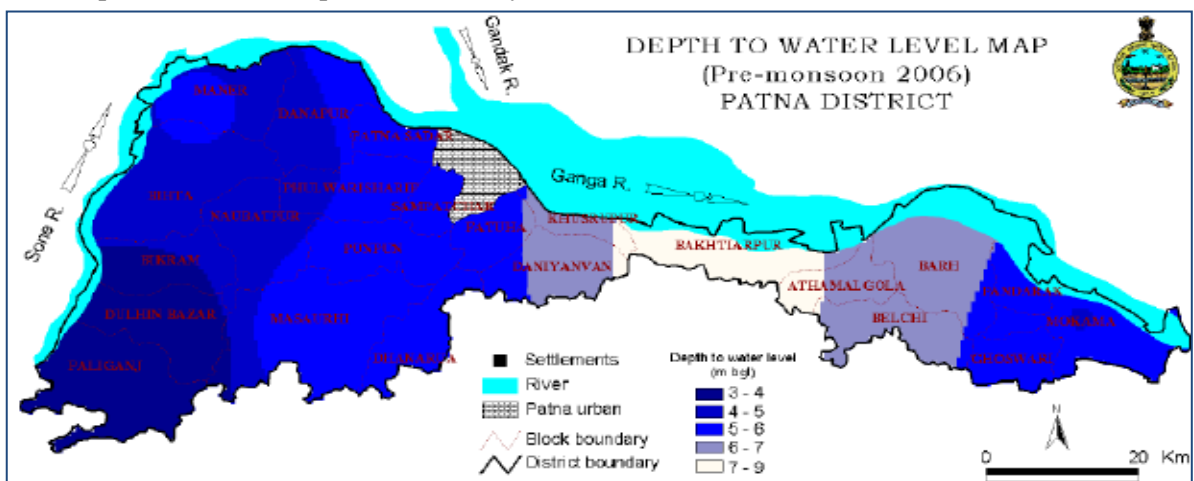 DEPTH TO WATER LEVEL MAP
(Pre-monsoon 2006)
PATNA DISTRICT
Gandak R.
Sone R.
Ganga R.
MANER
DANAPUR
PATNA SADAR
BIHTA
PHULWARISHARIF
NAUBATPUR
SAMPATCHAK
FATUHA
KHUSRUPUR
BIKRAM
PUNPUN
DANIYANVAN
BAKHTIARPUR
BARH
ATHAMALGOLA
PANDARAK
DULHIN BAZAR
MASAURHI
BELCHI
MOKAMA
PALIGANJ
DHANARUA
GHOSWARI
Settlements
River
Patna urban
Block boundary
District boundary
Depth to water level
(m bgl)
3 - 4
4 - 5
5 - 6
6 - 7
7 - 9
N
0 20 Km